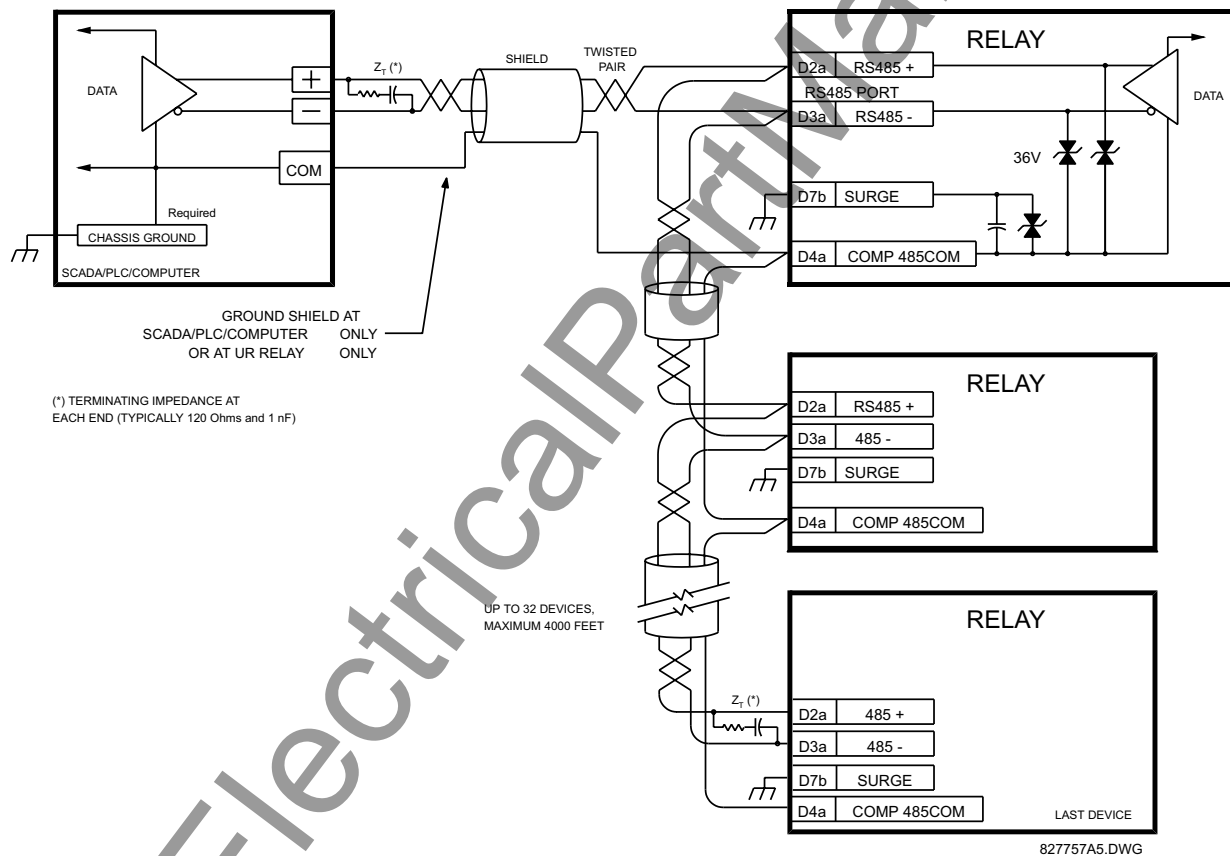 DATA
Z_T (*)
SHIELD
TWISTED
PAIR
+
−
COM
Required
CHASSIS GROUND
SCADA/PLC/COMPUTER
GROUND SHIELD AT
SCADA/PLC/COMPUTER ONLY
OR AT UR RELAY ONLY
(*) TERMINATING IMPEDANCE AT
EACH END (TYPICALLY 120 Ohms and 1 nF)
RELAY
D2a RS485 +
RS485 PORT
D3a RS485 -
DATA
36V
D7b SURGE
D4a COMP 485COM
RELAY
D2a RS485 +
D3a 485 -
D7b SURGE
D4a COMP 485COM
UP TO 32 DEVICES,
MAXIMUM 4000 FEET
RELAY
Z_T (*)
D2a 485 +
D3a 485 -
D7b SURGE
D4a COMP 485COM
LAST DEVICE
827757A5.DWG
ElectricalPartMa